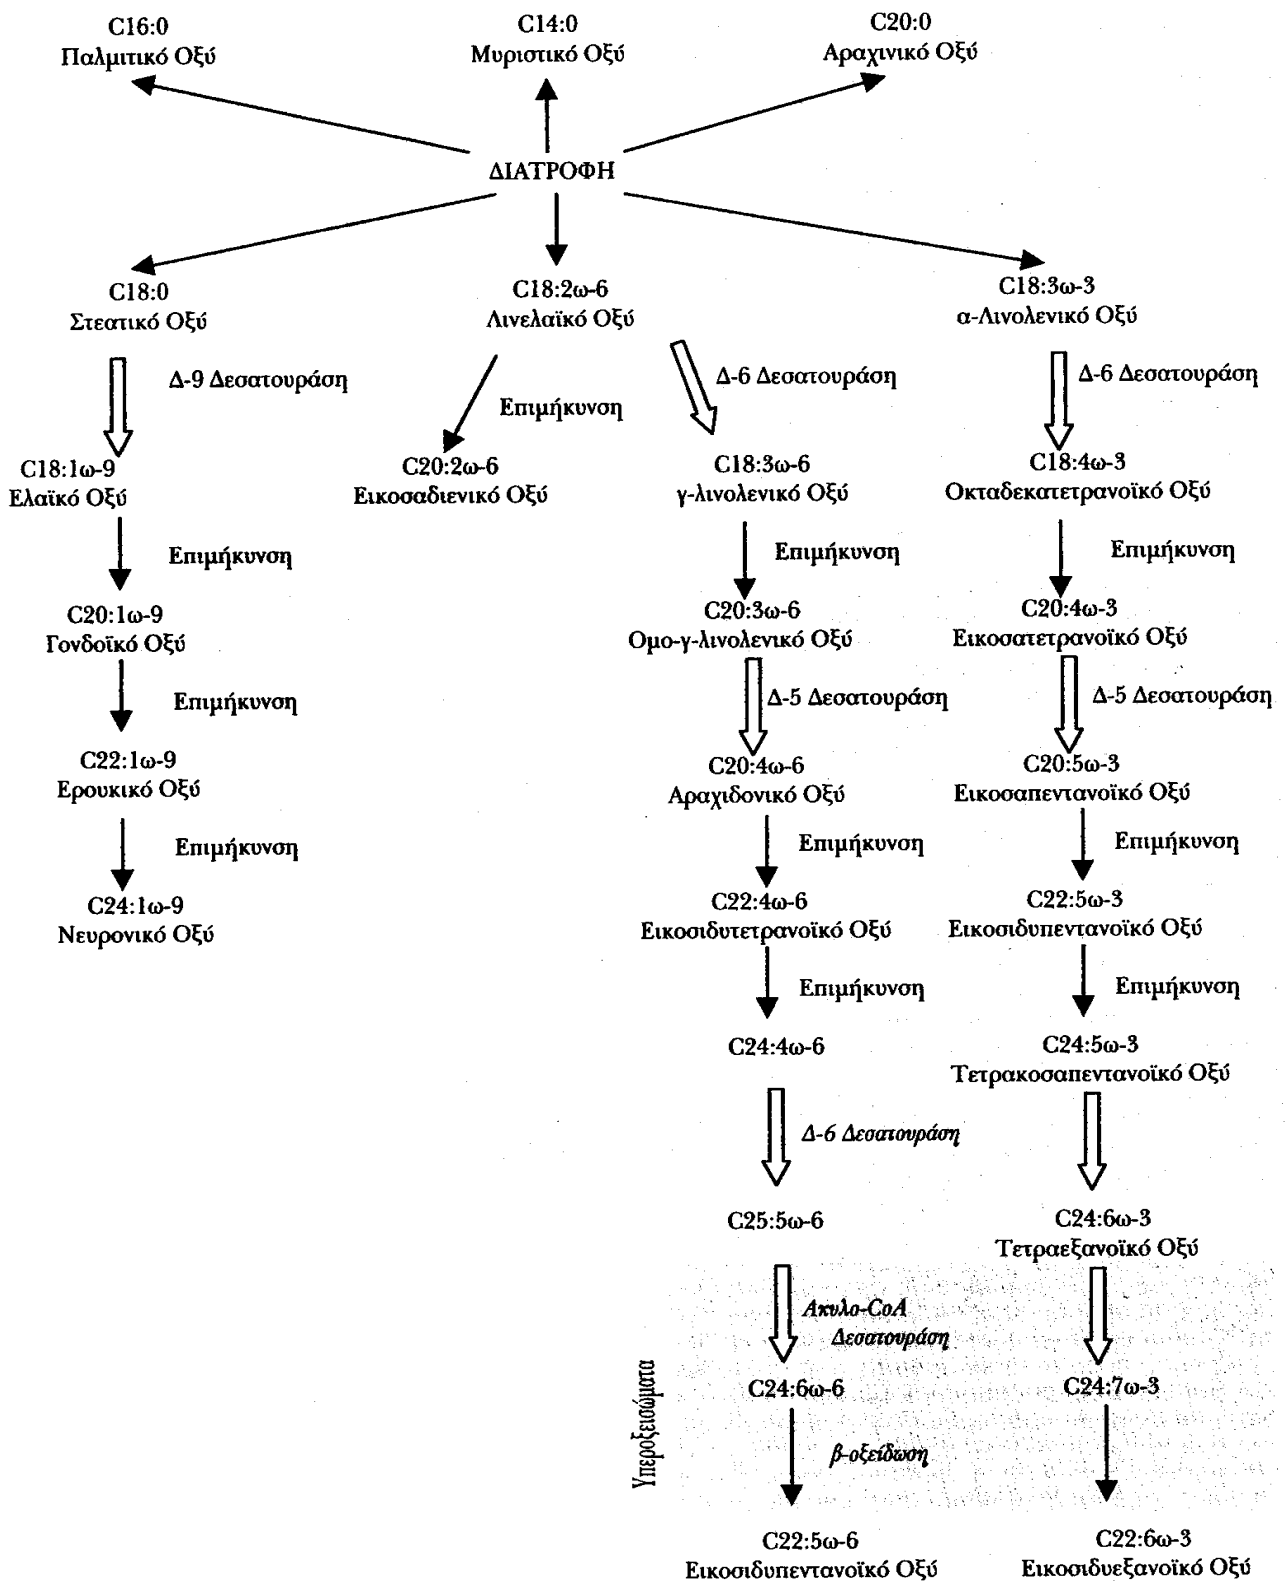 C16:0
Παλμιτικό Οξύ
C14:0
Μυριστικό Οξύ
C20:0
Αραχινικό Οξύ
ΔΙΑΤΡΟΦΗ
C18:0
Στεατικό Οξύ
C18:2ω-6
Λινελαϊκό Οξύ
C18:3ω-3
α-Λινολενικό Οξύ
Δ-9 Δεσατουράση
Επιμήκυνση
Δ-6 Δεσατουράση
Δ-6 Δεσατουράση
C18:1ω-9
Ελαϊκό Οξύ
C20:2ω-6
Εικοσαδιενικό Οξύ
C18:3ω-6
γ-λινολενικό Οξύ
C18:4ω-3
Οκταδεκατετρανοϊκό Οξύ
Επιμήκυνση
Επιμήκυνση
Επιμήκυνση
C20:1ω-9
Γονδοϊκό Οξύ
C20:3ω-6
Ομο-γ-λινολενικό Οξύ
C20:4ω-3
Εικοσατετρανοϊκό Οξύ
Επιμήκυνση
Δ-5 Δεσατουράση
Δ-5 Δεσατουράση
C22:1ω-9
Ερουκικό Οξύ
C20:4ω-6
Αραχιδονικό Οξύ
C20:5ω-3
Εικοσαπεντανοϊκό Οξύ
Επιμήκυνση
Επιμήκυνση
Επιμήκυνση
C24:1ω-9
Νευρονικό Οξύ
C22:4ω-6
Εικοσιδυτετρανοϊκό Οξύ
C22:5ω-3
Εικοσιδυπεντανοϊκό Οξύ
Επιμήκυνση
Επιμήκυνση
C24:4ω-6
C24:5ω-3
Τετρακοσαπεντανοϊκό Οξύ
Δ-6 Δεσατουράση
C25:5ω-6
C24:6ω-3
Τετραεξανοϊκό Οξύ
Ακυλο-CoA
Δεσατουράση
Υπεροξεισώματα
C24:6ω-6
C24:7ω-3
β-οξείδωση
C22:5ω-6
Εικοσιδυπεντανοϊκό Οξύ
C22:6ω-3
Εικοσιδυεξανοϊκό Οξύ